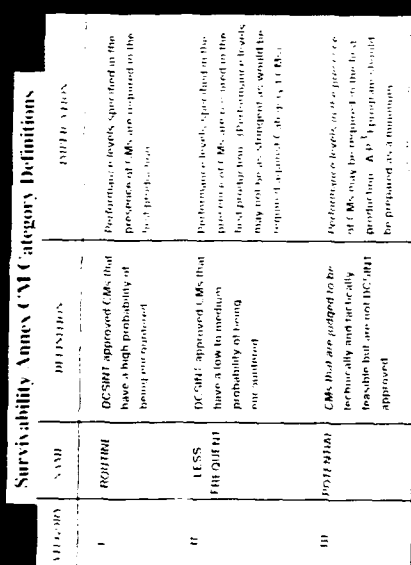 Survivability Annex CM Category Definitions
NAME
DEFINITION
I
ROUTINE
DCSINT approved CMs that
have a high probability of
being encountered
Performance levels specified in the
presence of CMs are required in the
first production
II
LESS
FREQUENT
DCSINT approved CMs that
have a low to medium
probability of being
encountered
Performance levels specified in the
presence of CMs are required in the
first production (Performance levels
may not be as stringent as would be
required against Category I CMs)
III
POTENTIAL
CMs that are judged to be
technically and tactically
feasible but are not DCSINT
approved
Performance levels in the presence
of CMs may be required in the first
production program should
be prepared as a minimum